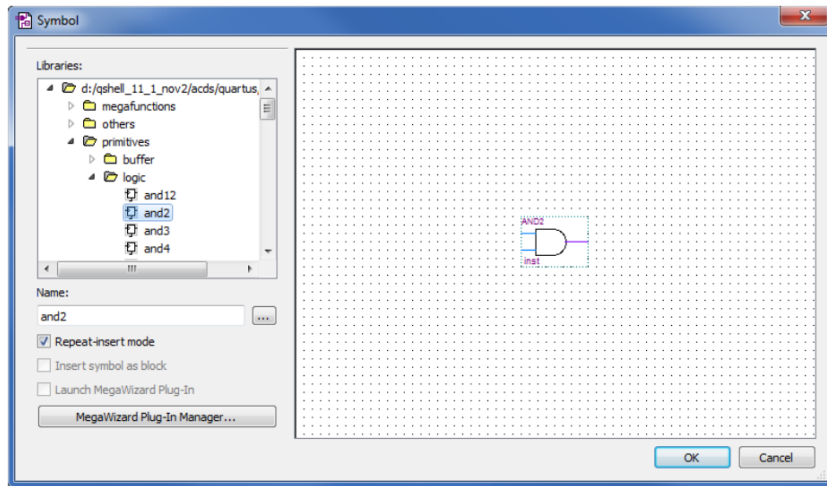 Symbol
Libraries:
d:/qshell_11_1_nov2/acds/quartus,
megafunctions
others
primitives
buffer
logic
and12
and2
and3
and4
Name:
and2
...
Repeat-insert mode
Insert symbol as block
Launch MegaWizard Plug-In
MegaWizard Plug-In Manager...
AND2
inst
OK
Cancel